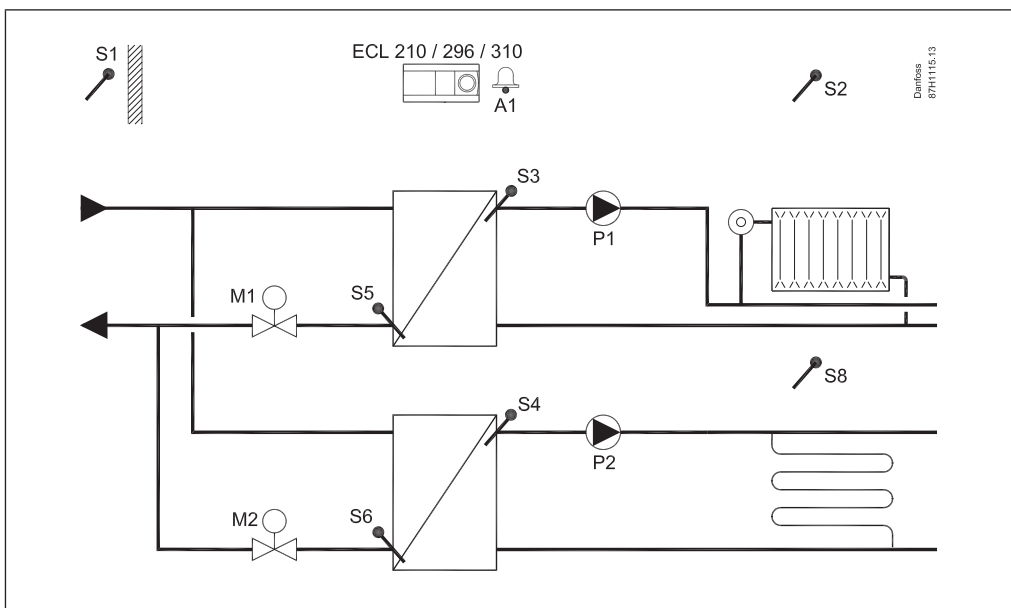 S1
ECL 210 / 296 / 310
A1
S2
Danfoss
87H1115.13
S3
P1
M1
S5
S8
S4
P2
M2
S6